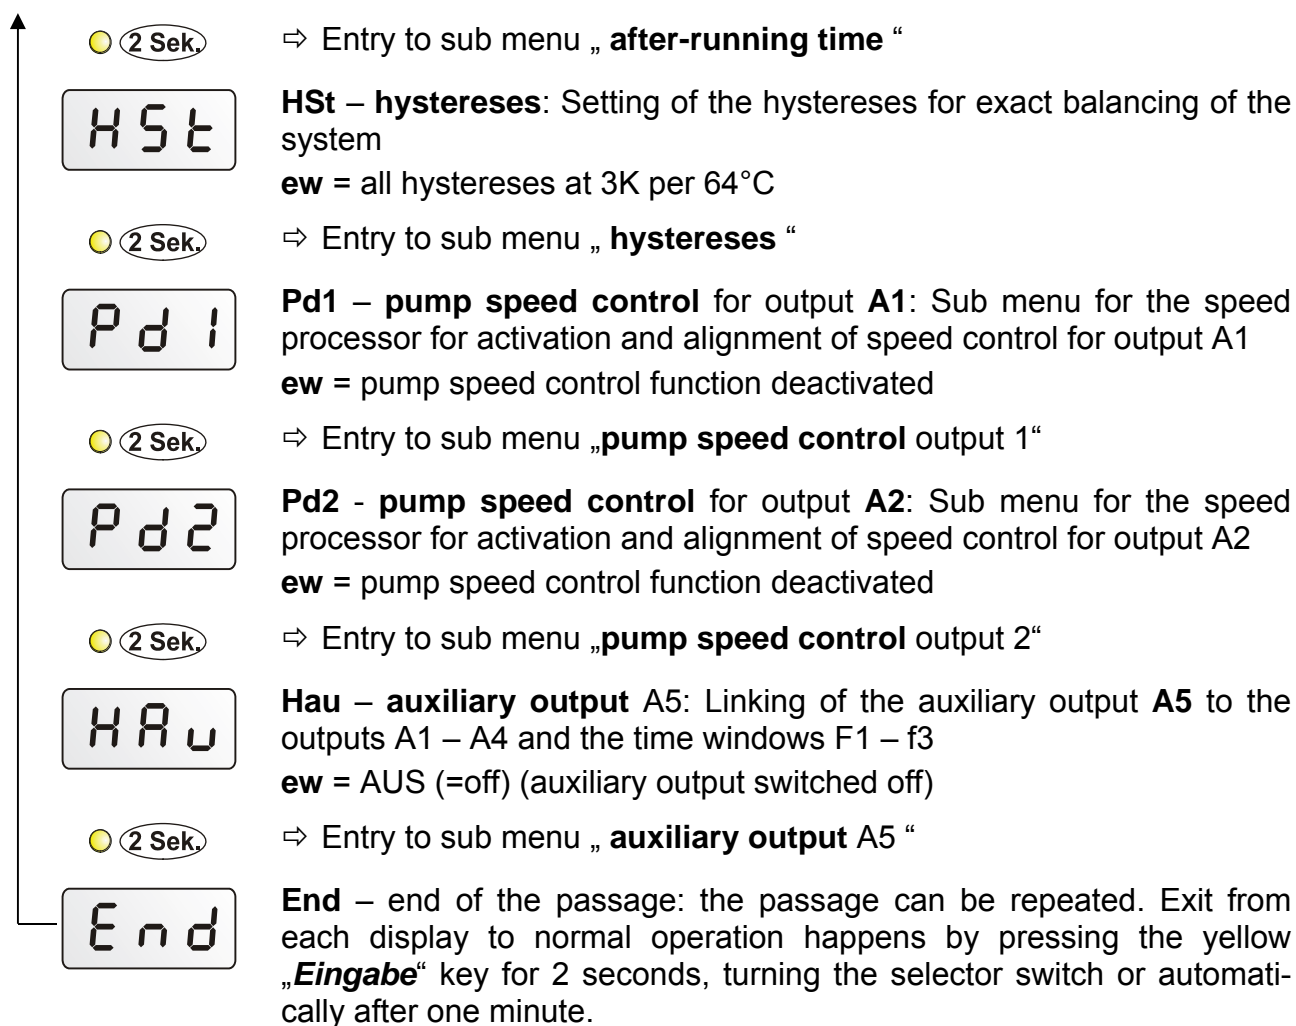 2 Sek. ⇨ Entry to sub menu „ after-running time “
HSt HSt – hystereses: Setting of the hystereses for exact balancing of the
system
ew = all hystereses at 3K per 64°C
2 Sek. ⇨ Entry to sub menu „ hystereses “
Pd1 Pd1 – pump speed control for output A1: Sub menu for the speed
processor for activation and alignment of speed control for output A1
ew = pump speed control function deactivated
2 Sek. ⇨ Entry to sub menu „pump speed control output 1“
Pd2 Pd2 - pump speed control for output A2: Sub menu for the speed
processor for activation and alignment of speed control for output A2
ew = pump speed control function deactivated
2 Sek. ⇨ Entry to sub menu „pump speed control output 2“
HAu Hau – auxiliary output A5: Linking of the auxiliary output A5 to the
outputs A1 – A4 and the time windows F1 – f3
ew = AUS (=off) (auxiliary output switched off)
2 Sek. ⇨ Entry to sub menu „ auxiliary output A5 “
End End – end of the passage: the passage can be repeated. Exit from
each display to normal operation happens by pressing the yellow
„Eingabe“ key for 2 seconds, turning the selector switch or automati-
cally after one minute.